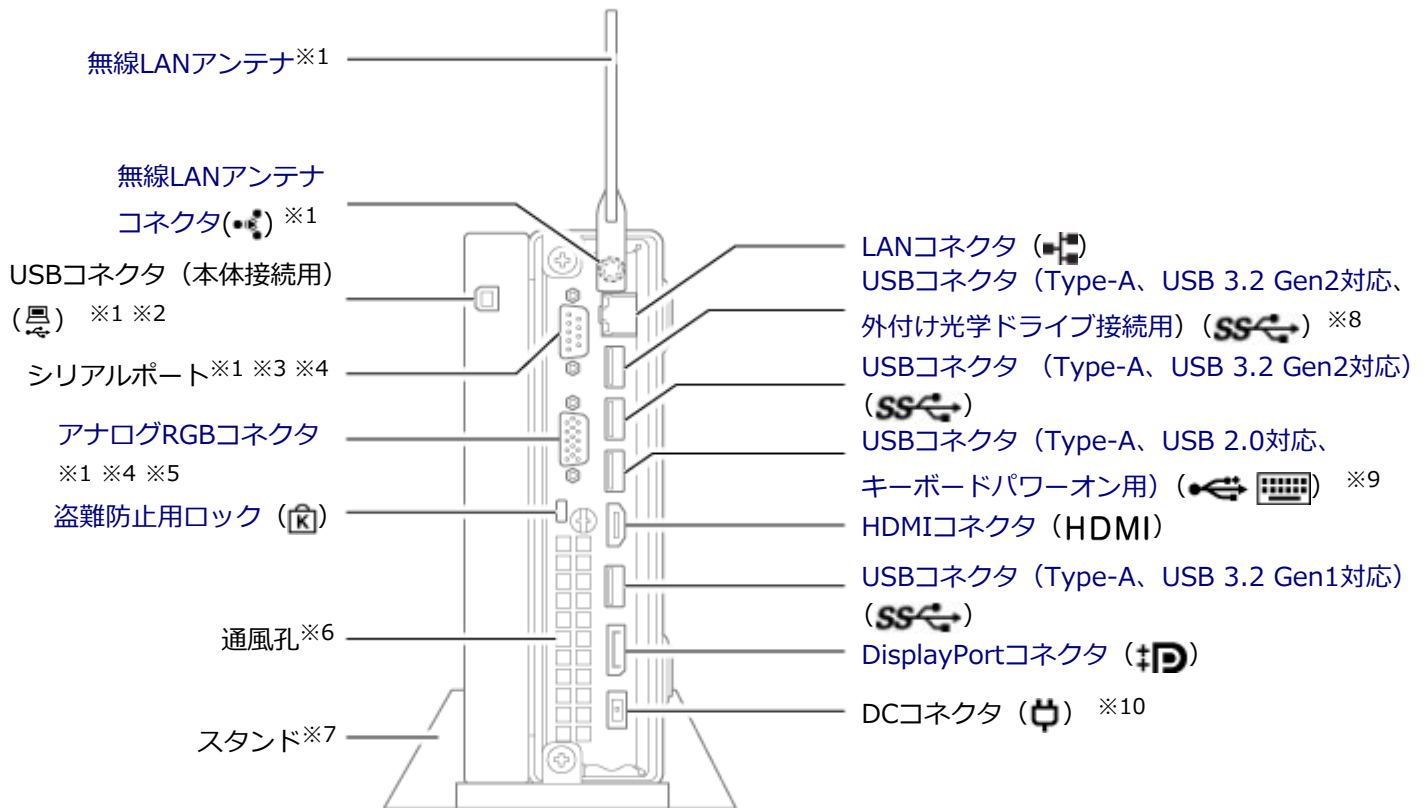 無線LANアンテナ※1
無線LANアンテナ
コネクタ() ※1
USBコネクタ（本体接続用）
（） ※1 ※2
シリアルポート※1 ※3 ※4
アナログRGBコネクタ
※1 ※4 ※5
盗難防止用ロック（K）
通風孔※6
スタンド※7
LANコネクタ（）
USBコネクタ（Type-A、USB 3.2 Gen2対応、
外付け光学ドライブ接続用）（SS） ※8
USBコネクタ （Type-A、USB 3.2 Gen2対応）
（SS）
USBコネクタ（Type-A、USB 2.0対応、
キーボードパワーオン用）（） ※9
HDMIコネクタ（HDMI）
USBコネクタ（Type-A、USB 3.2 Gen1対応）
（SS）
DisplayPortコネクタ（）
DCコネクタ（） ※10